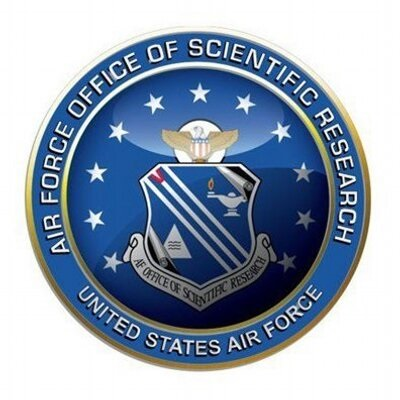 AIR FORCE OFFICE OF SCIENTIFIC RESEARCH
AF OFFICE OF SCIENTIFIC RESEARCH
UNITED STATES AIR FORCE